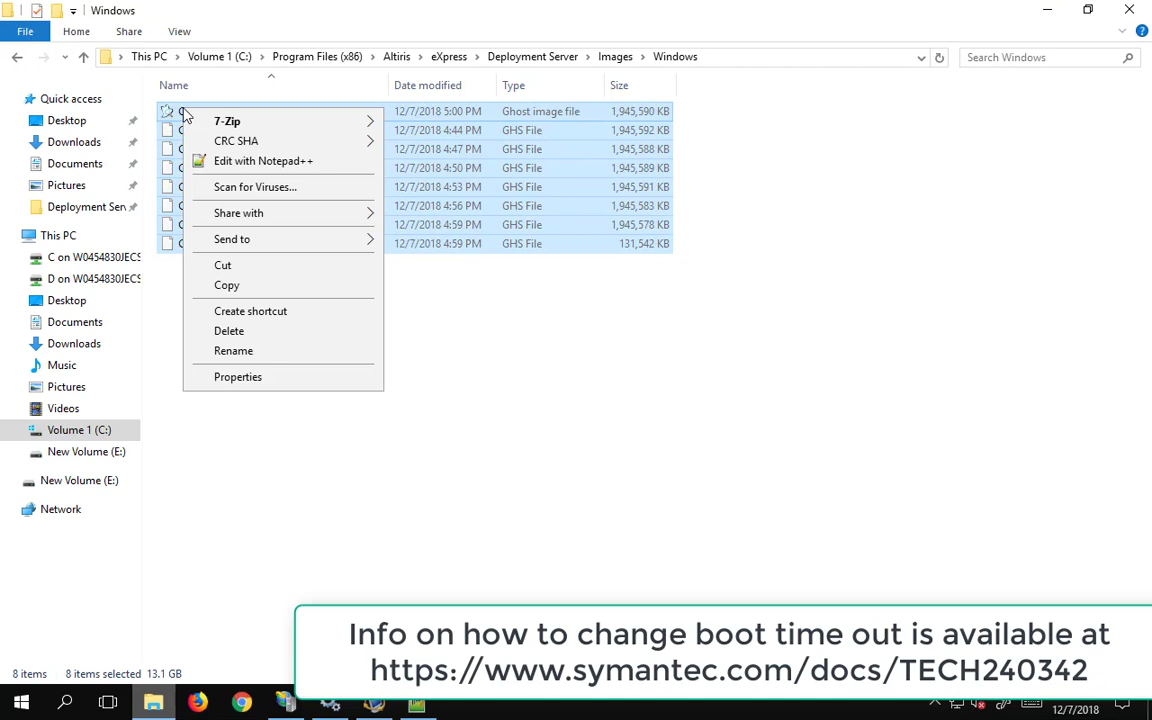 Windows
File Home Share View
This PC > Volume 1 (C:) > Program Files (x86) > Altiris > eXpress > Deployment Server > Images > Windows
Search Windows
Name Date modified Type Size
Quick access
Desktop
Downloads
Documents
Pictures
Deployment Serv
This PC
C on W0454830JECS
D on W0454830JECS
Desktop
Documents
Downloads
Music
Pictures
Videos
Volume 1 (C:)
New Volume (E:)
New Volume (E:)
Network
12/7/2018 5:00 PM Ghost image file 1,945,590 KB
12/7/2018 4:44 PM GHS File 1,945,592 KB
12/7/2018 4:47 PM GHS File 1,945,588 KB
12/7/2018 4:50 PM GHS File 1,945,589 KB
12/7/2018 4:53 PM GHS File 1,945,591 KB
12/7/2018 4:56 PM GHS File 1,945,583 KB
12/7/2018 4:59 PM GHS File 1,945,578 KB
12/7/2018 4:59 PM GHS File 131,542 KB
7-Zip
CRC SHA
Edit with Notepad++
Scan for Viruses...
Share with
Send to
Cut
Copy
Create shortcut
Delete
Rename
Properties
Info on how to change boot time out is available at
https://www.symantec.com/docs/TECH240342
8 items 8 items selected 13.1 GB
12/7/2018